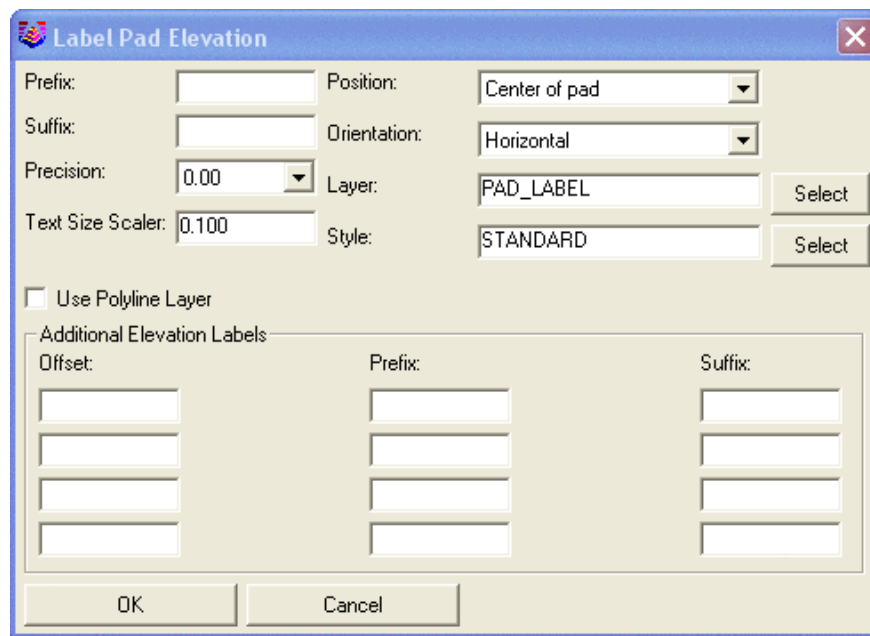 Label Pad Elevation
Prefix:
Position: Center of pad
Suffix:
Orientation: Horizontal
Precision: 0.00
Layer: PAD_LABEL Select
Text Size Scaler: 0.100
Style: STANDARD Select
Use Polyline Layer
Additional Elevation Labels
Offset: Prefix: Suffix:
OK Cancel